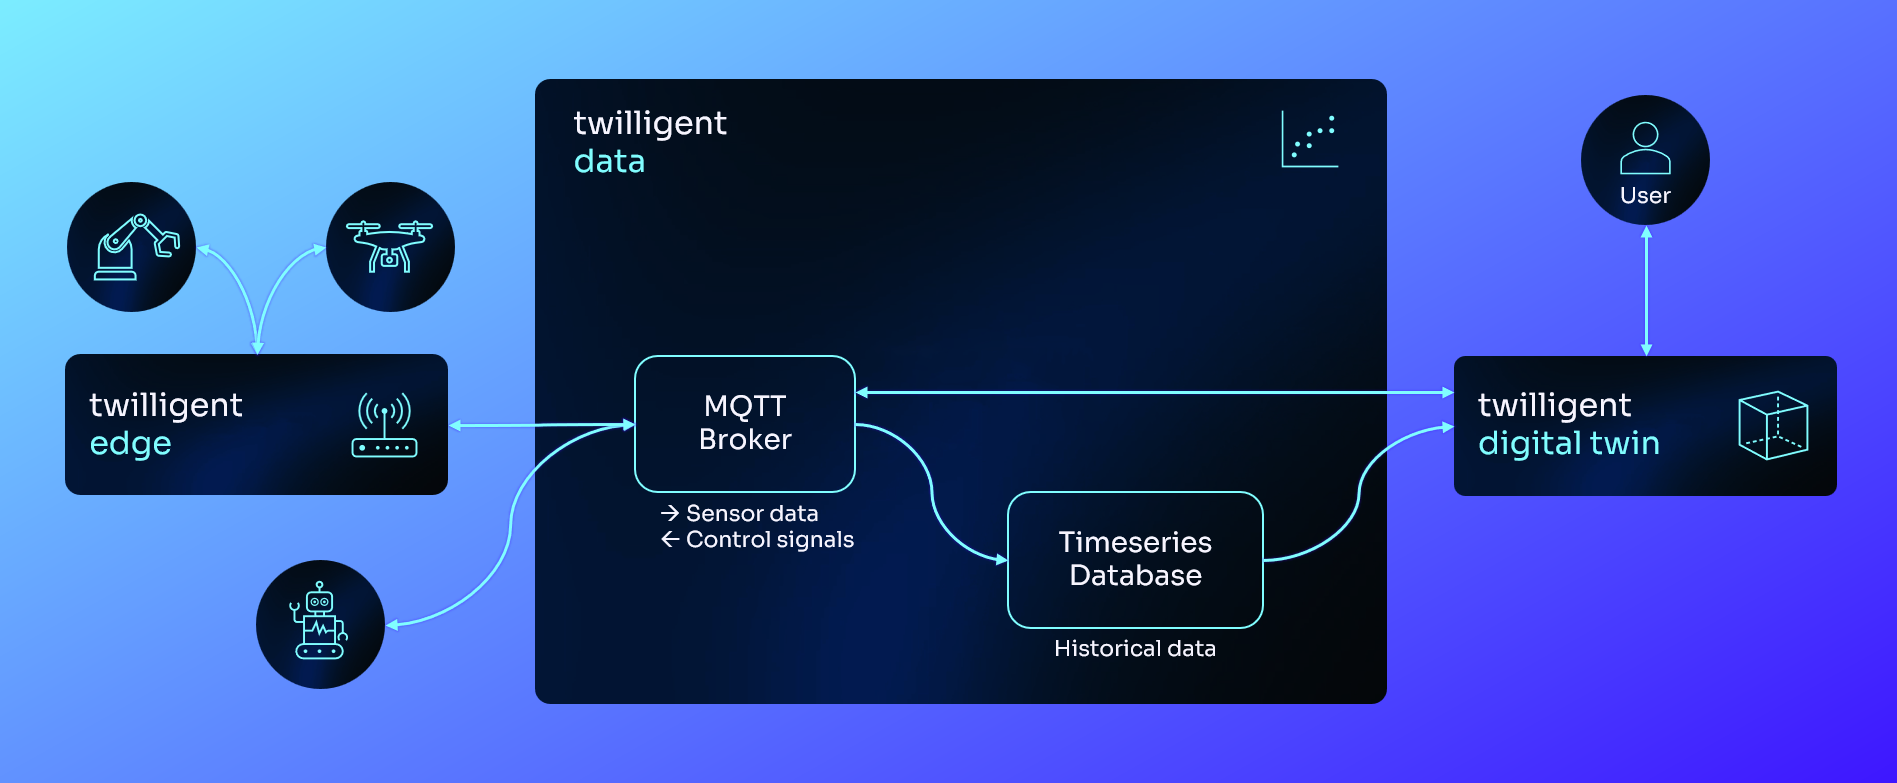 twilligent
data
User
twilligent
edge
MQTT
Broker
→ Sensor data
← Control signals
Timeseries
Database
Historical data
twilligent
digital twin